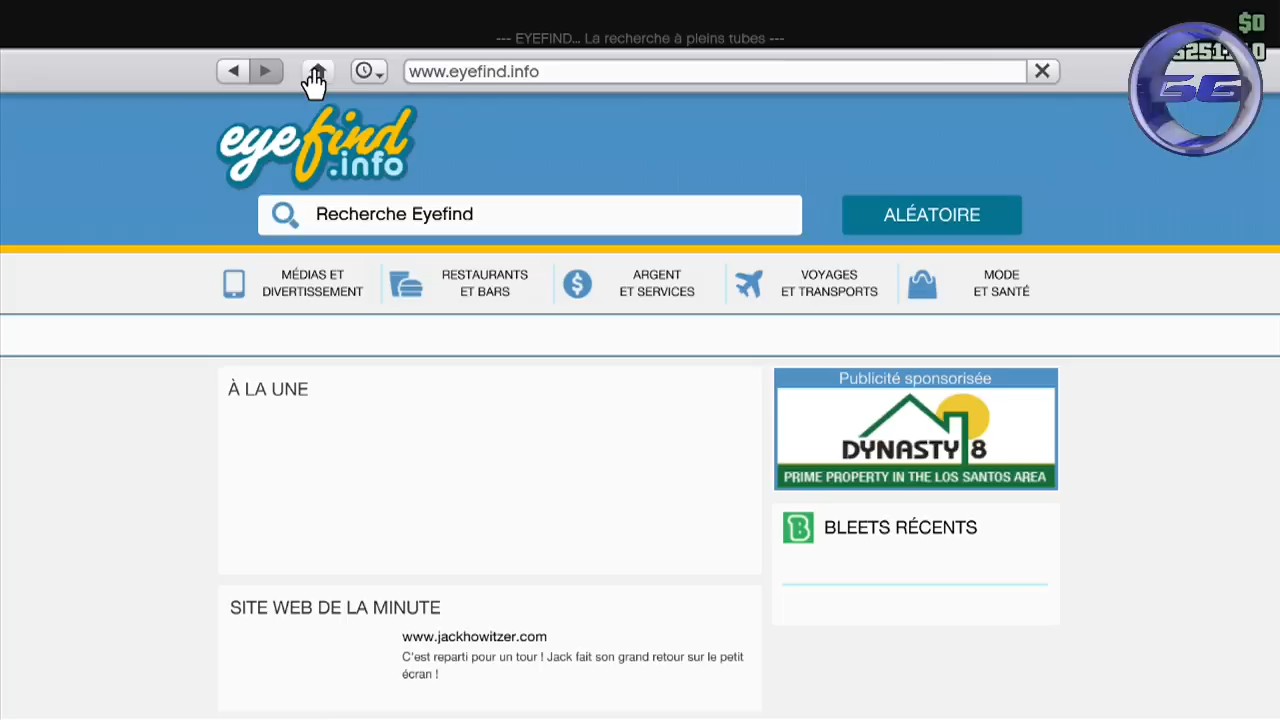 $0
--- EYEFIND... La recherche à pleins tubes ---
www.eyefind.info
GG
eyefind
.info
Recherche Eyefind
ALÉATOIRE
MÉDIAS ET
DIVERTISSEMENT
RESTAURANTS
ET BARS
ARGENT
ET SERVICES
VOYAGES
ET TRANSPORTS
MODE
ET SANTÉ
À LA UNE
Publicité sponsorisée
DYNASTY 8
PRIME PROPERTY IN THE LOS SANTOS AREA
BLEETS RÉCENTS
SITE WEB DE LA MINUTE
www.jackhowitzer.com
C'est reparti pour un tour ! Jack fait son grand retour sur le petit
écran !